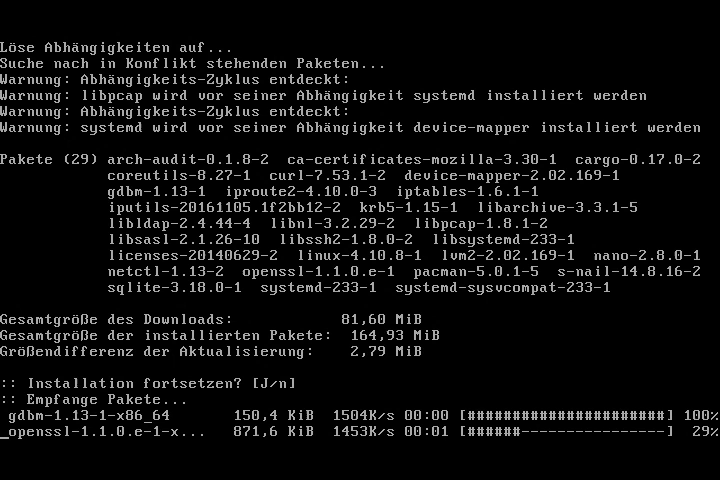 Löse Abhängigkeiten auf...
Suche nach in Konflikt stehenden Paketen...
Warnung: Abhängigkeits-Zyklus entdeckt:
Warnung: libpcap wird vor seiner Abhängigkeit systemd installiert werden
Warnung: Abhängigkeits-Zyklus entdeckt:
Warnung: systemd wird vor seiner Abhängigkeit device-mapper installiert werden
Pakete (29) arch-audit-0.1.8-2 ca-certificates-mozilla-3.30-1 cargo-0.17.0-2
coreutils-8.27-1 curl-7.53.1-2 device-mapper-2.02.169-1
gdbm-1.13-1 iproute2-4.10.0-3 iptables-1.6.1-1
iputils-20161105.1f2bb12-2 krb5-1.15-1 libarchive-3.3.1-5
libldap-2.4.44-4 libnl-3.2.29-2 libpcap-1.8.1-2
libsasl-2.1.26-10 libssh2-1.8.0-2 libsystemd-233-1
licenses-20140629-2 linux-4.10.8-1 lvm2-2.02.169-1 nano-2.8.0-1
netctl-1.13-2 openssl-1.1.0.e-1 pacman-5.0.1-5 s-nail-14.8.16-2
sqlite-3.18.0-1 systemd-233-1 systemd-sysvcompat-233-1
Gesamtgröße des Downloads: 81,60 MiB
Gesamtgröße der installierten Pakete: 164,93 MiB
Größendifferenz der Aktualisierung: 2,79 MiB
:: Installation fortsetzen? [J/n]
:: Empfange Pakete...
gdbm-1.13-1-x86_64 150,4 KiB 1504K/s 00:00 [######################] 100%
openssl-1.1.0.e-1-x... 871,6 KiB 1453K/s 00:01 [######----------------] 29%